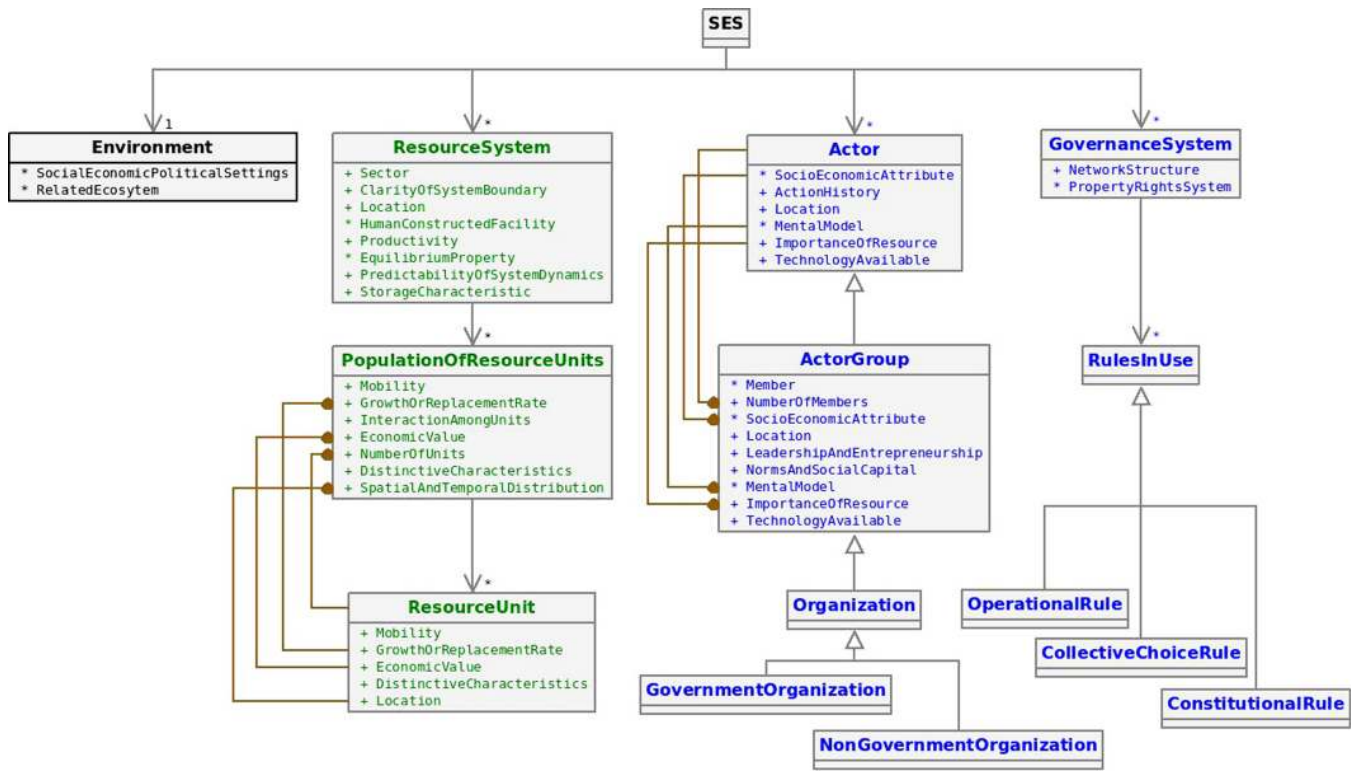 SES
1
*
*
*
Environment
* SocialEconomicPoliticalSettings
* RelatedEcosytem
ResourceSystem
+ Sector
+ ClarityOfSystemBoundary
+ Location
* HumanConstructedFacility
+ Productivity
* EquilibriumProperty
+ PredictabilityOfSystemDynamics
+ StorageCharacteristic
Actor
* SocioEconomicAttribute
+ ActionHistory
+ Location
* MentalModel
+ ImportanceOfResource
+ TechnologyAvailable
GovernanceSystem
+ NetworkStructure
* PropertyRightsSystem
*
*
PopulationOfResourceUnits
+ Mobility
+ GrowthOrReplacementRate
+ InteractionAmongUnits
+ EconomicValue
+ NumberOfUnits
+ DistinctiveCharacteristics
+ SpatialAndTemporalDistribution
ActorGroup
* Member
+ NumberOfMembers
* SocioEconomicAttribute
+ Location
+ LeadershipAndEntrepreneurship
+ NormsAndSocialCapital
* MentalModel
+ ImportanceOfResource
+ TechnologyAvailable
RulesInUse
*
ResourceUnit
+ Mobility
+ GrowthOrReplacementRate
+ EconomicValue
+ DistinctiveCharacteristics
+ Location
Organization
GovernmentOrganization
NonGovernmentOrganization
OperationalRule
CollectiveChoiceRule
ConstitutionalRule